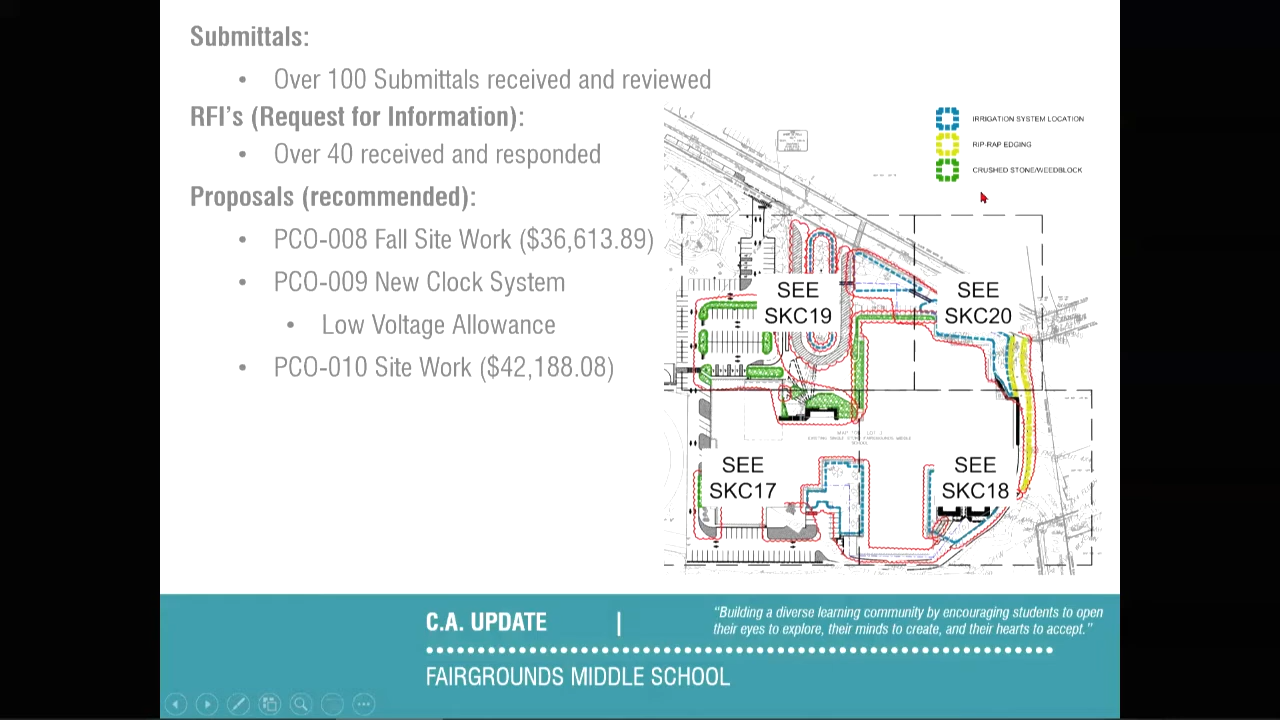 Submittals:
• Over 100 Submittals received and reviewed
RFI's (Request for Information):
• Over 40 received and responded
Proposals (recommended):
• PCO-008 Fall Site Work ($36,613.89)
• PCO-009 New Clock System
• Low Voltage Allowance
• PCO-010 Site Work ($42,188.08)
IRRIGATION SYSTEM LOCATION
RIP-RAP EDGING
CRUSHED STONE/WEEDBLOCK
SEE
SKC19
SEE
SKC20
SEE
SKC17
SEE
SKC18
C.A. UPDATE |
"Building a diverse learning community by encouraging students to open
their eyes to explore, their minds to create, and their hearts to accept."
FAIRGROUNDS MIDDLE SCHOOL